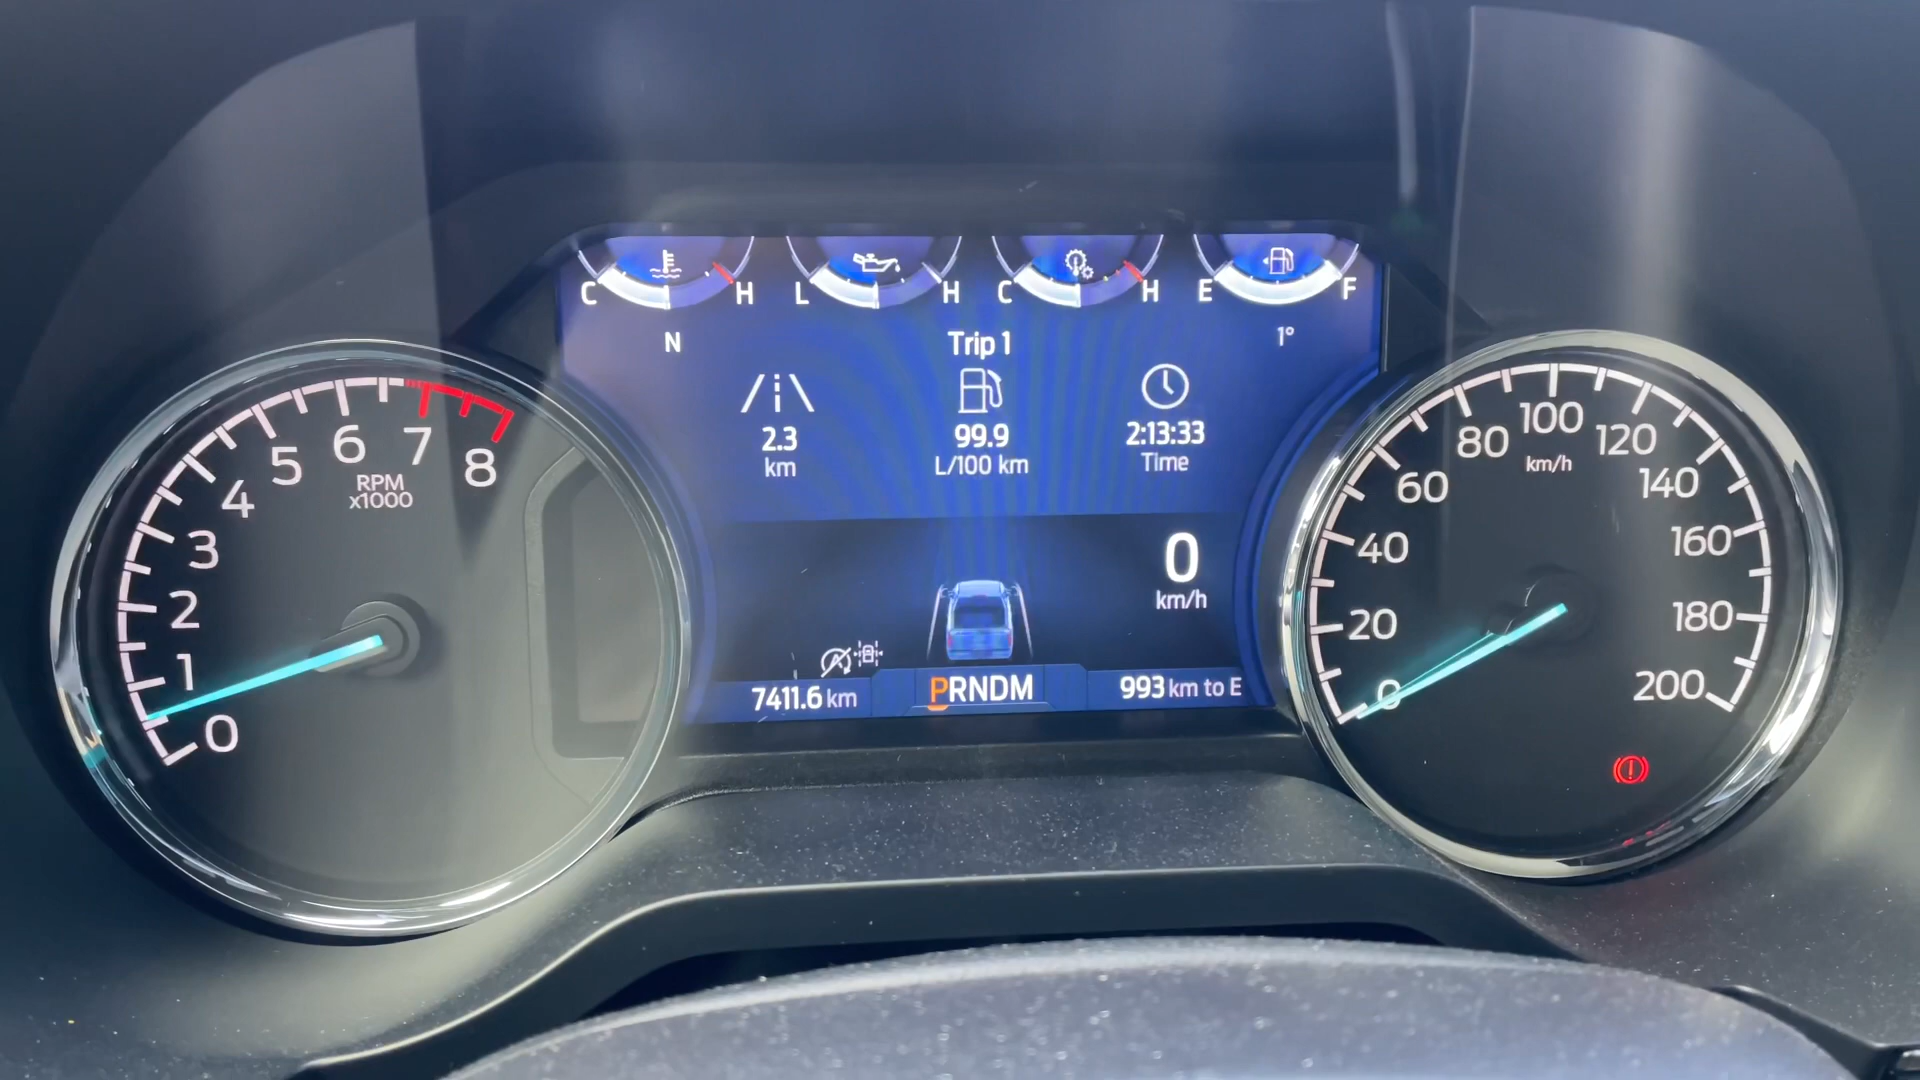 C H L H C H E F
N 1°
Trip 1
2.3 99.9 2:13:33
km L/100 km Time
0
km/h
7411.6 km PRNDM 993 km to E
0 1 2 3 4 5 6 7 8
RPM
x1000
0 20 40 60 80 100 120 140 160 180 200
km/h